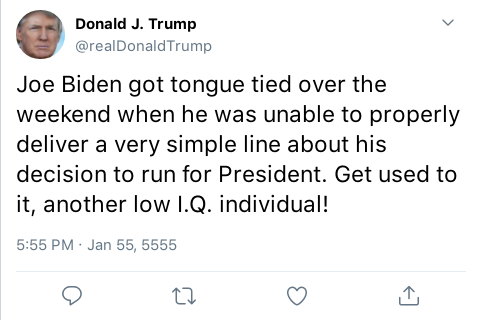 Donald J. Trump
@realDonaldTrump
Joe Biden got tongue tied over the
weekend when he was unable to properly
deliver a very simple line about his
decision to run for President. Get used to
it, another low I.Q. individual!
5:55 PM · Jan 55, 5555